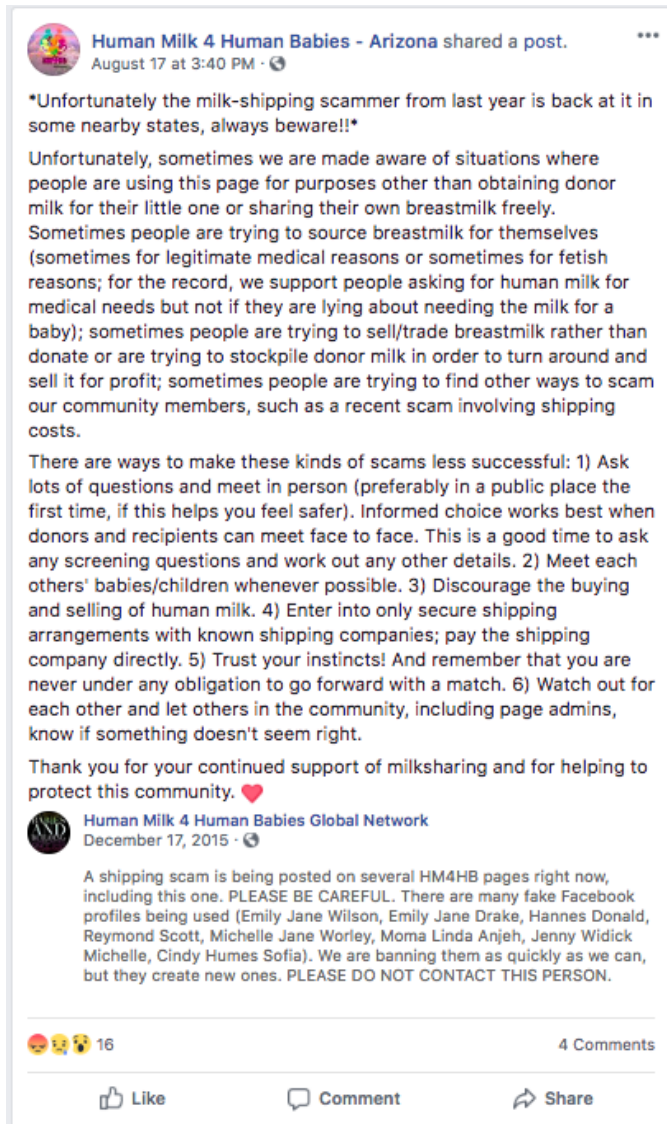 Human Milk 4 Human Babies - Arizona shared a post.
August 17 at 3:40 PM ·
*Unfortunately the milk-shipping scammer from last year is back at it in
some nearby states, always beware!!*
Unfortunately, sometimes we are made aware of situations where
people are using this page for purposes other than obtaining donor
milk for their little one or sharing their own breastmilk freely.
Sometimes people are trying to source breastmilk for themselves
(sometimes for legitimate medical reasons or sometimes for fetish
reasons; for the record, we support people asking for human milk for
medical needs but not if they are lying about needing the milk for a
baby); sometimes people are trying to sell/trade breastmilk rather than
donate or are trying to stockpile donor milk in order to turn around and
sell it for profit; sometimes people are trying to find other ways to scam
our community members, such as a recent scam involving shipping
costs.
There are ways to make these kinds of scams less successful: 1) Ask
lots of questions and meet in person (preferably in a public place the
first time, if this helps you feel safer). Informed choice works best when
donors and recipients can meet face to face. This is a good time to ask
any screening questions and work out any other details. 2) Meet each
others' babies/children whenever possible. 3) Discourage the buying
and selling of human milk. 4) Enter into only secure shipping
arrangements with known shipping companies; pay the shipping
company directly. 5) Trust your instincts! And remember that you are
never under any obligation to go forward with a match. 6) Watch out for
each other and let others in the community, including page admins,
know if something doesn't seem right.
Thank you for your continued support of milksharing and for helping to
protect this community.
AND
Human Milk 4 Human Babies Global Network
December 17, 2015 ·
A shipping scam is being posted on several HM4HB pages right now,
including this one. PLEASE BE CAREFUL. There are many fake Facebook
profiles being used (Emily Jane Wilson, Emily Jane Drake, Hannes Donald,
Reymond Scott, Michelle Jane Worley, Moma Linda Anjeh, Jenny Widick
Michelle, Cindy Humes Sofia). We are banning them as quickly as we can,
but they create new ones. PLEASE DO NOT CONTACT THIS PERSON.
16
4 Comments
Like
Comment
Share